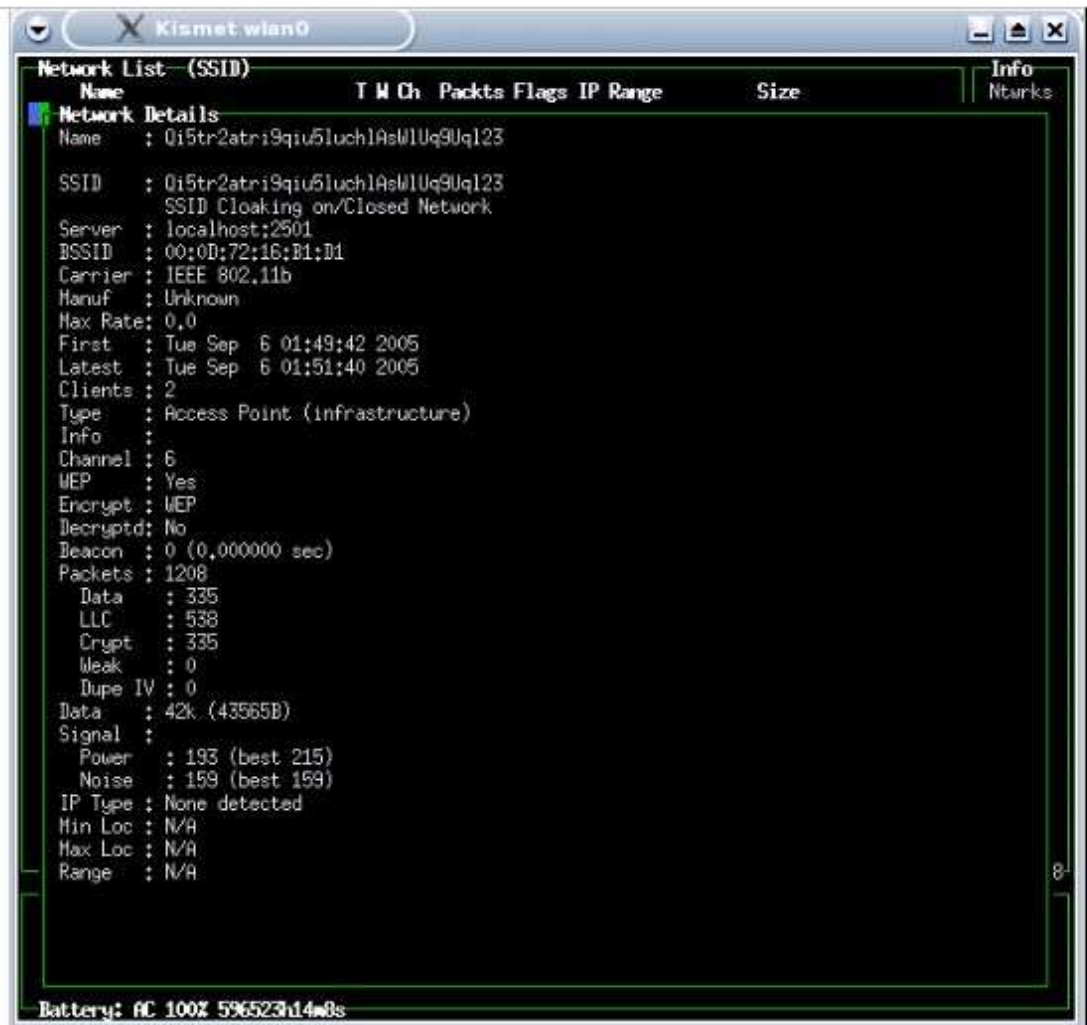 Kismet wlan0
Network List (SSID) Info
Name T W Ch Packts Flags IP Range Size Ntwrks
Network Details
Name : Qi5tr2atri9qiu5luchlAsWlUq9Uql23
SSID : Qi5tr2atri9qiu5luchlAsWlUq9Uql23
SSID Cloaking on/Closed Network
Server : localhost:2501
BSSID : 00:0D:72:16:B1:D1
Carrier : IEEE 802.11b
Manuf : Unknown
Max Rate: 0.0
First : Tue Sep 6 01:49:42 2005
Latest : Tue Sep 6 01:51:40 2005
Clients : 2
Type : Access Point (infrastructure)
Info :
Channel : 6
WEP : Yes
Encrypt : WEP
Decryptd: No
Beacon : 0 (0.000000 sec)
Packets : 1208
Data : 335
LLC : 538
Crypt : 335
Weak : 0
Dupe IV : 0
Data : 42k (43565B)
Signal :
Power : 193 (best 215)
Noise : 159 (best 159)
IP Type : None detected
Min Loc : N/A
Max Loc : N/A
Range : N/A
8
Battery: AC 100% 596523h14m8s